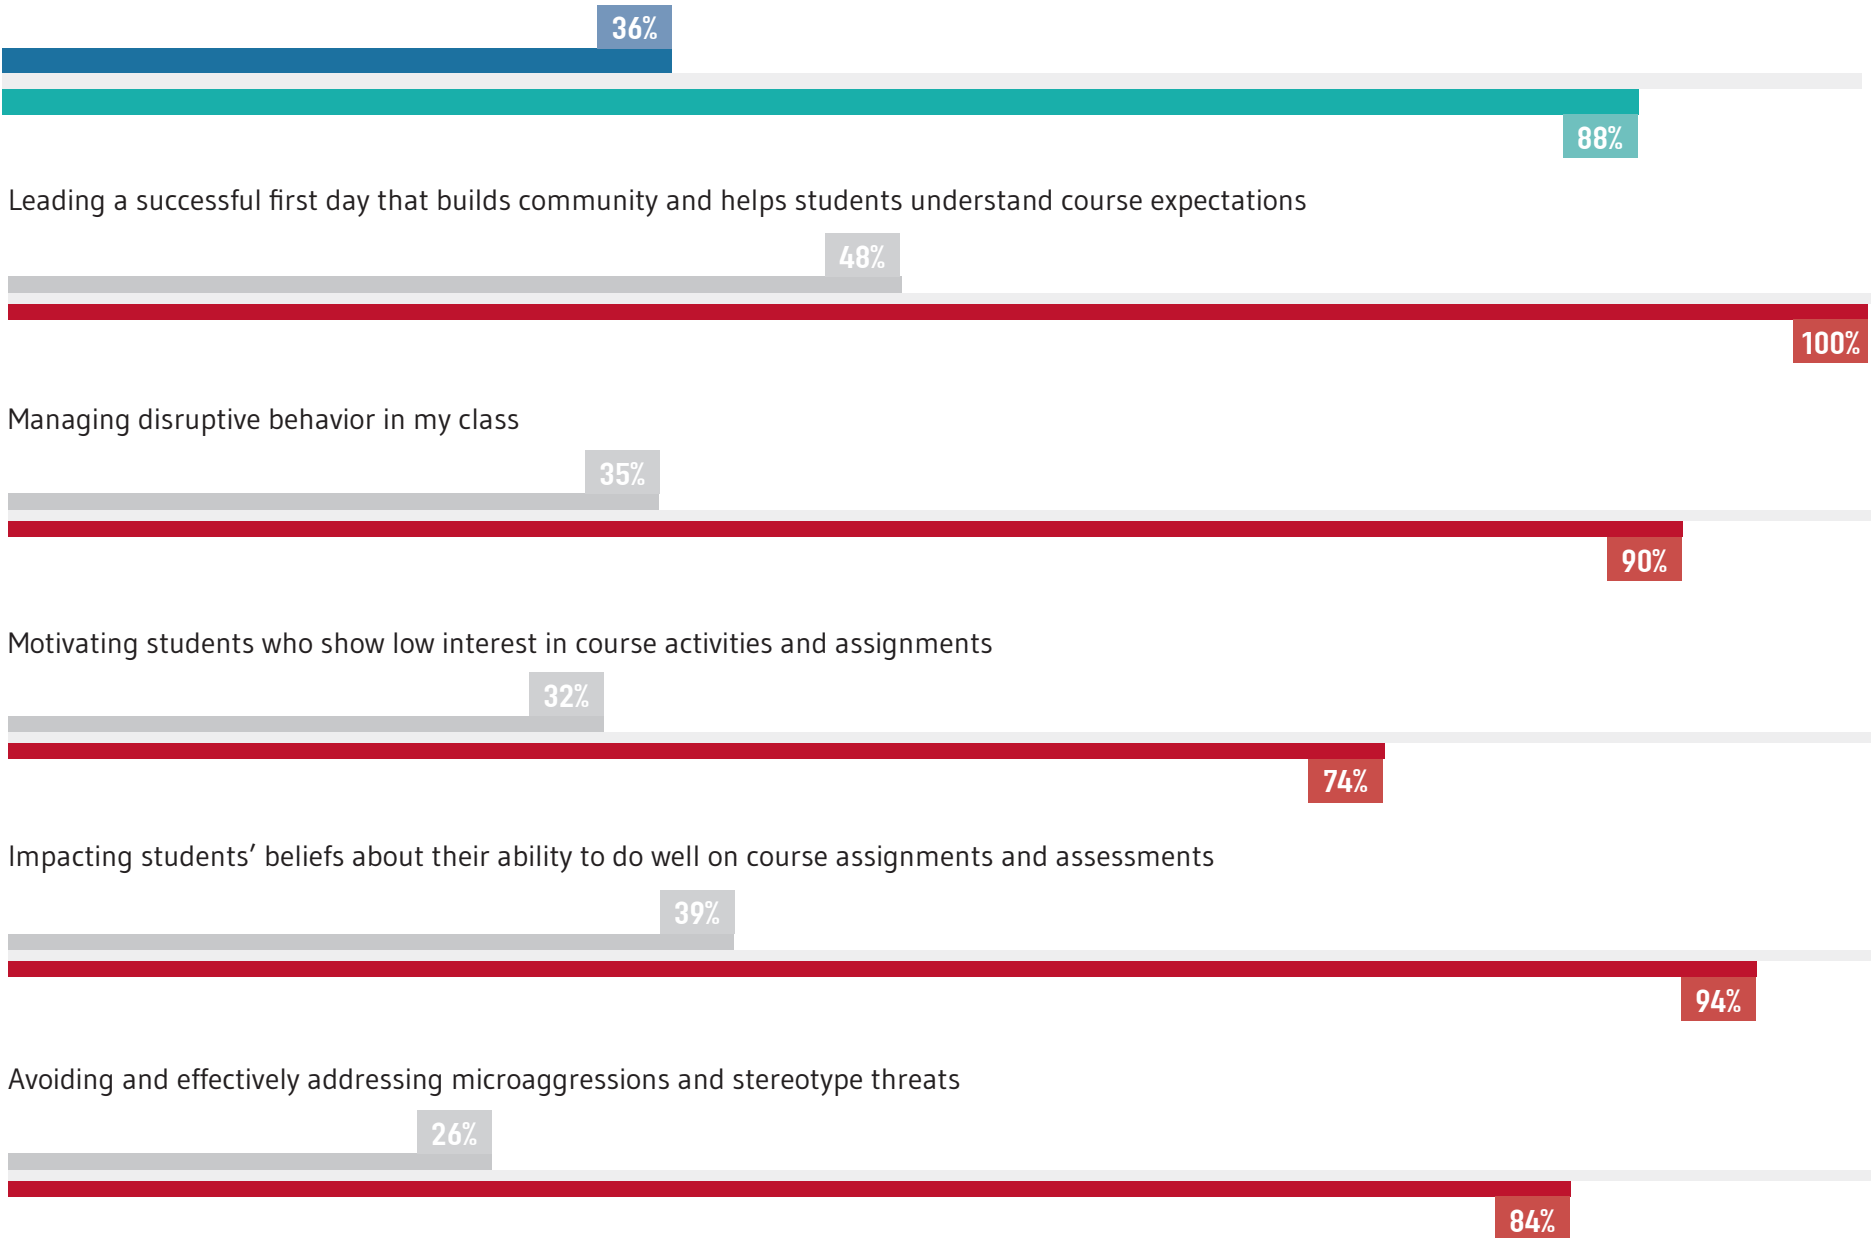 36%
88%
Leading a successful first day that builds community and helps students understand course expectations
48%
100%
Managing disruptive behavior in my class
35%
90%
Motivating students who show low interest in course activities and assignments
32%
74%
Impacting students’ beliefs about their ability to do well on course assignments and assessments
39%
94%
Avoiding and effectively addressing microaggressions and stereotype threats
26%
84%